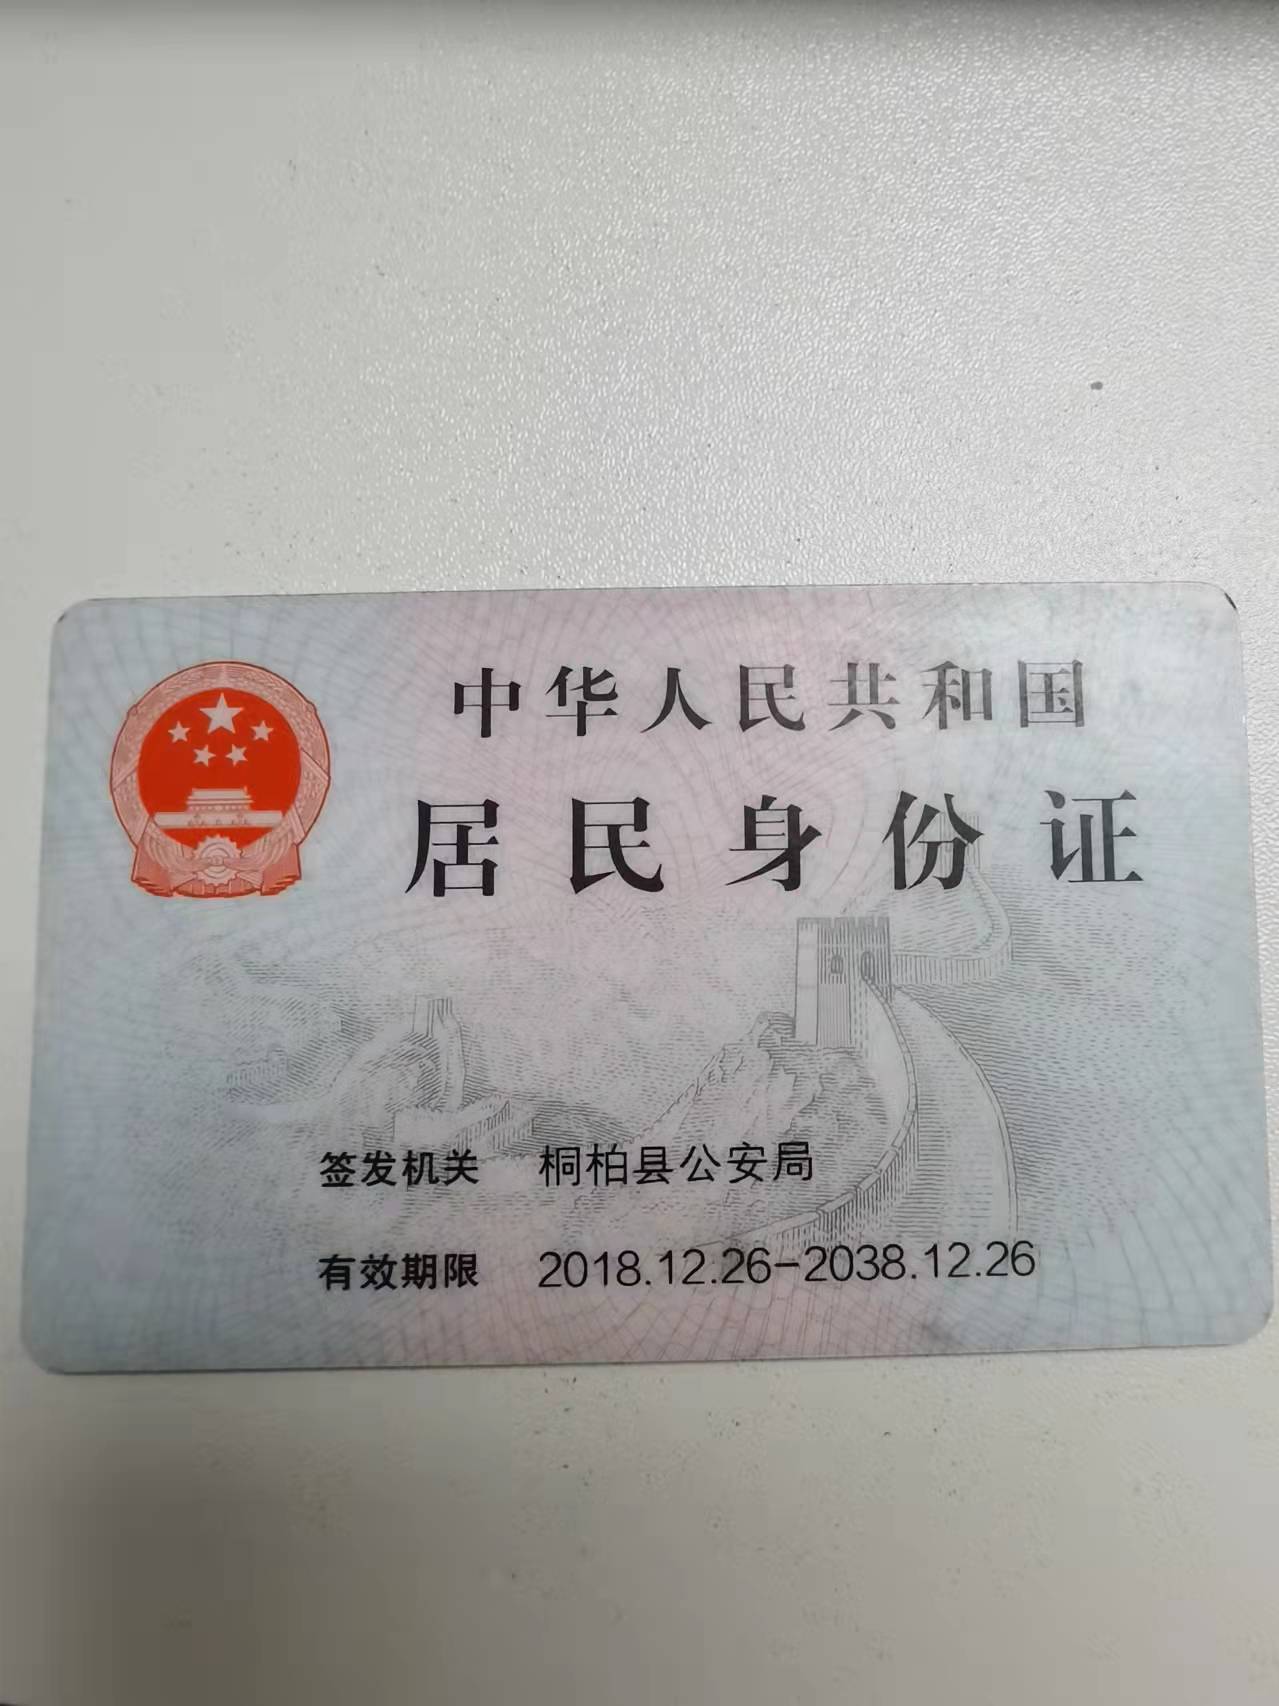 中华人民共和国
居民身份证
签发机关 桐柏县公安局
有效期限 2018.12.26-2038.12.26